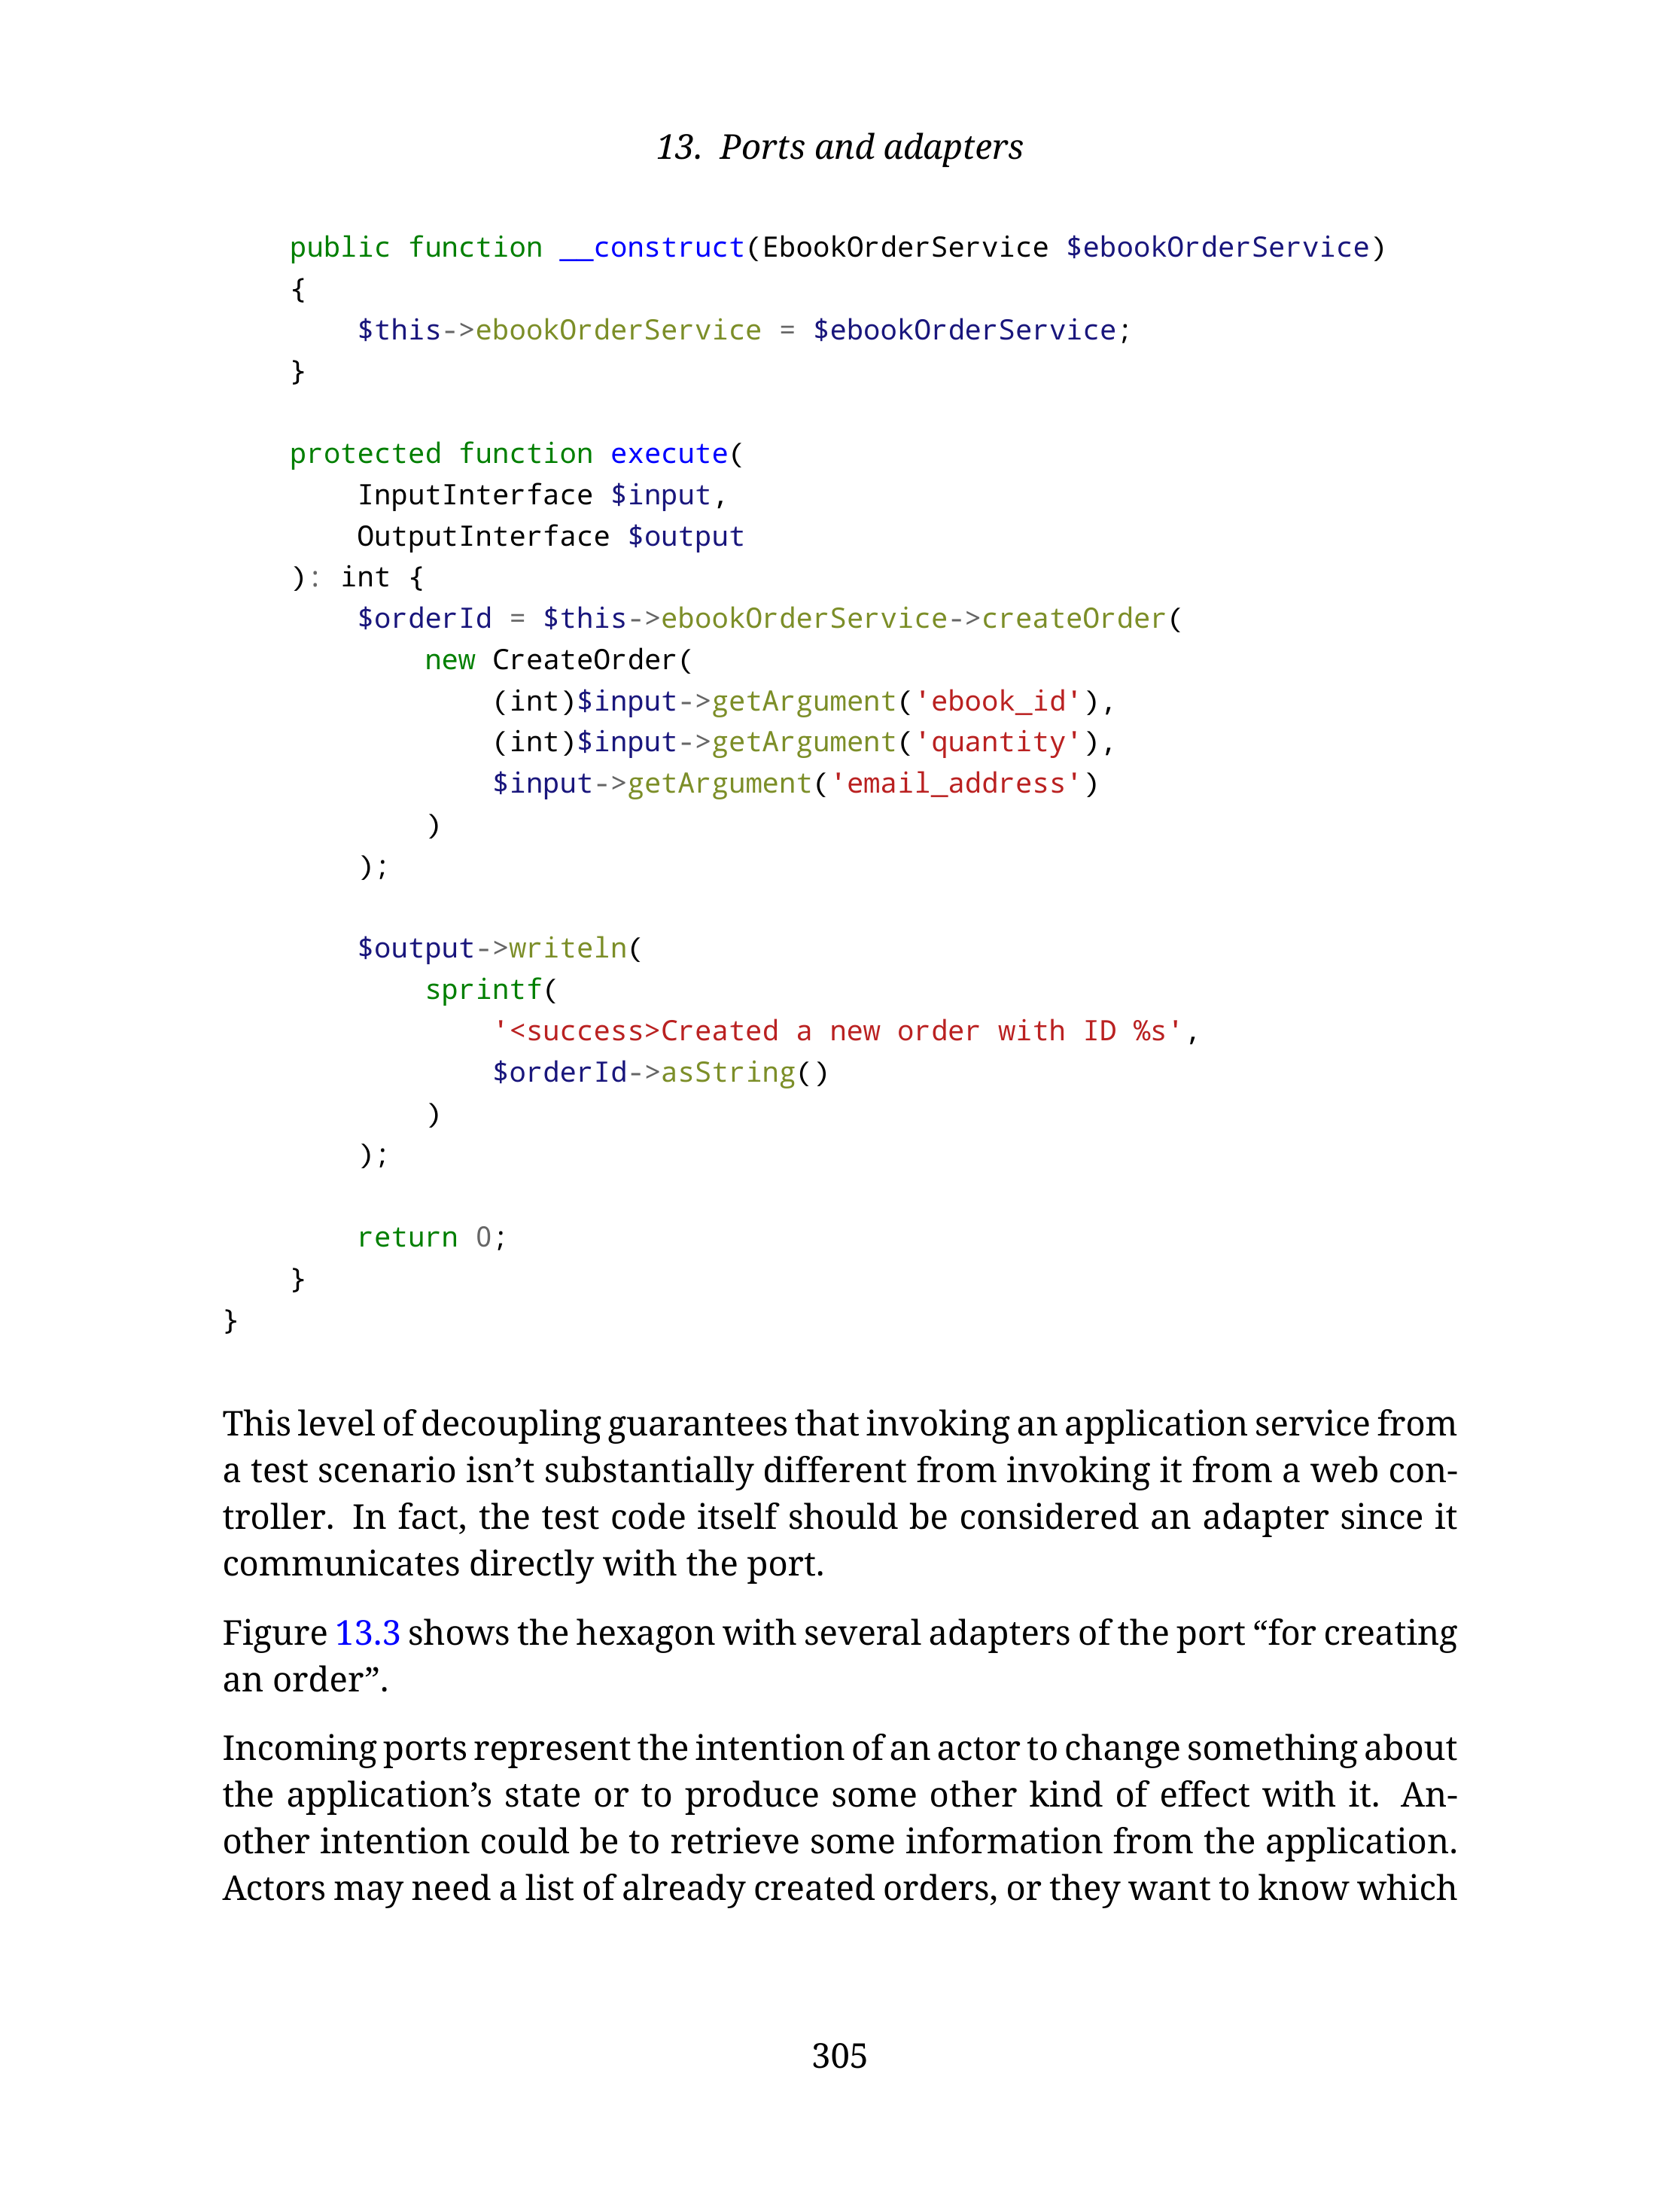 13. Ports and adapters
    public function __construct(EbookOrderService $ebookOrderService)
    {
        $this->ebookOrderService = $ebookOrderService;
    }
    protected function execute(
        InputInterface $input,
        OutputInterface $output
    ): int {
        $orderId = $this->ebookOrderService->createOrder(
            new CreateOrder(
                (int)$input->getArgument('ebook_id'),
                (int)$input->getArgument('quantity'),
                $input->getArgument('email_address')
            )
        );
        $output->writeln(
            sprintf(
                '<success>Created a new order with ID %s',
                $orderId->asString()
            )
        );
        return 0;
    }
}
This level of decoupling guarantees that invoking an application service from
a test scenario isn’t substantially different from invoking it from a web con-
troller. In fact, the test code itself should be considered an adapter since it
communicates directly with the port.
Figure 13.3 shows the hexagon with several adapters of the port “for creating
an order”.
Incoming ports represent the intention of an actor to change something about
the application’s state or to produce some other kind of effect with it. An-
other intention could be to retrieve some information from the application.
Actors may need a list of already created orders, or they want to know which
305